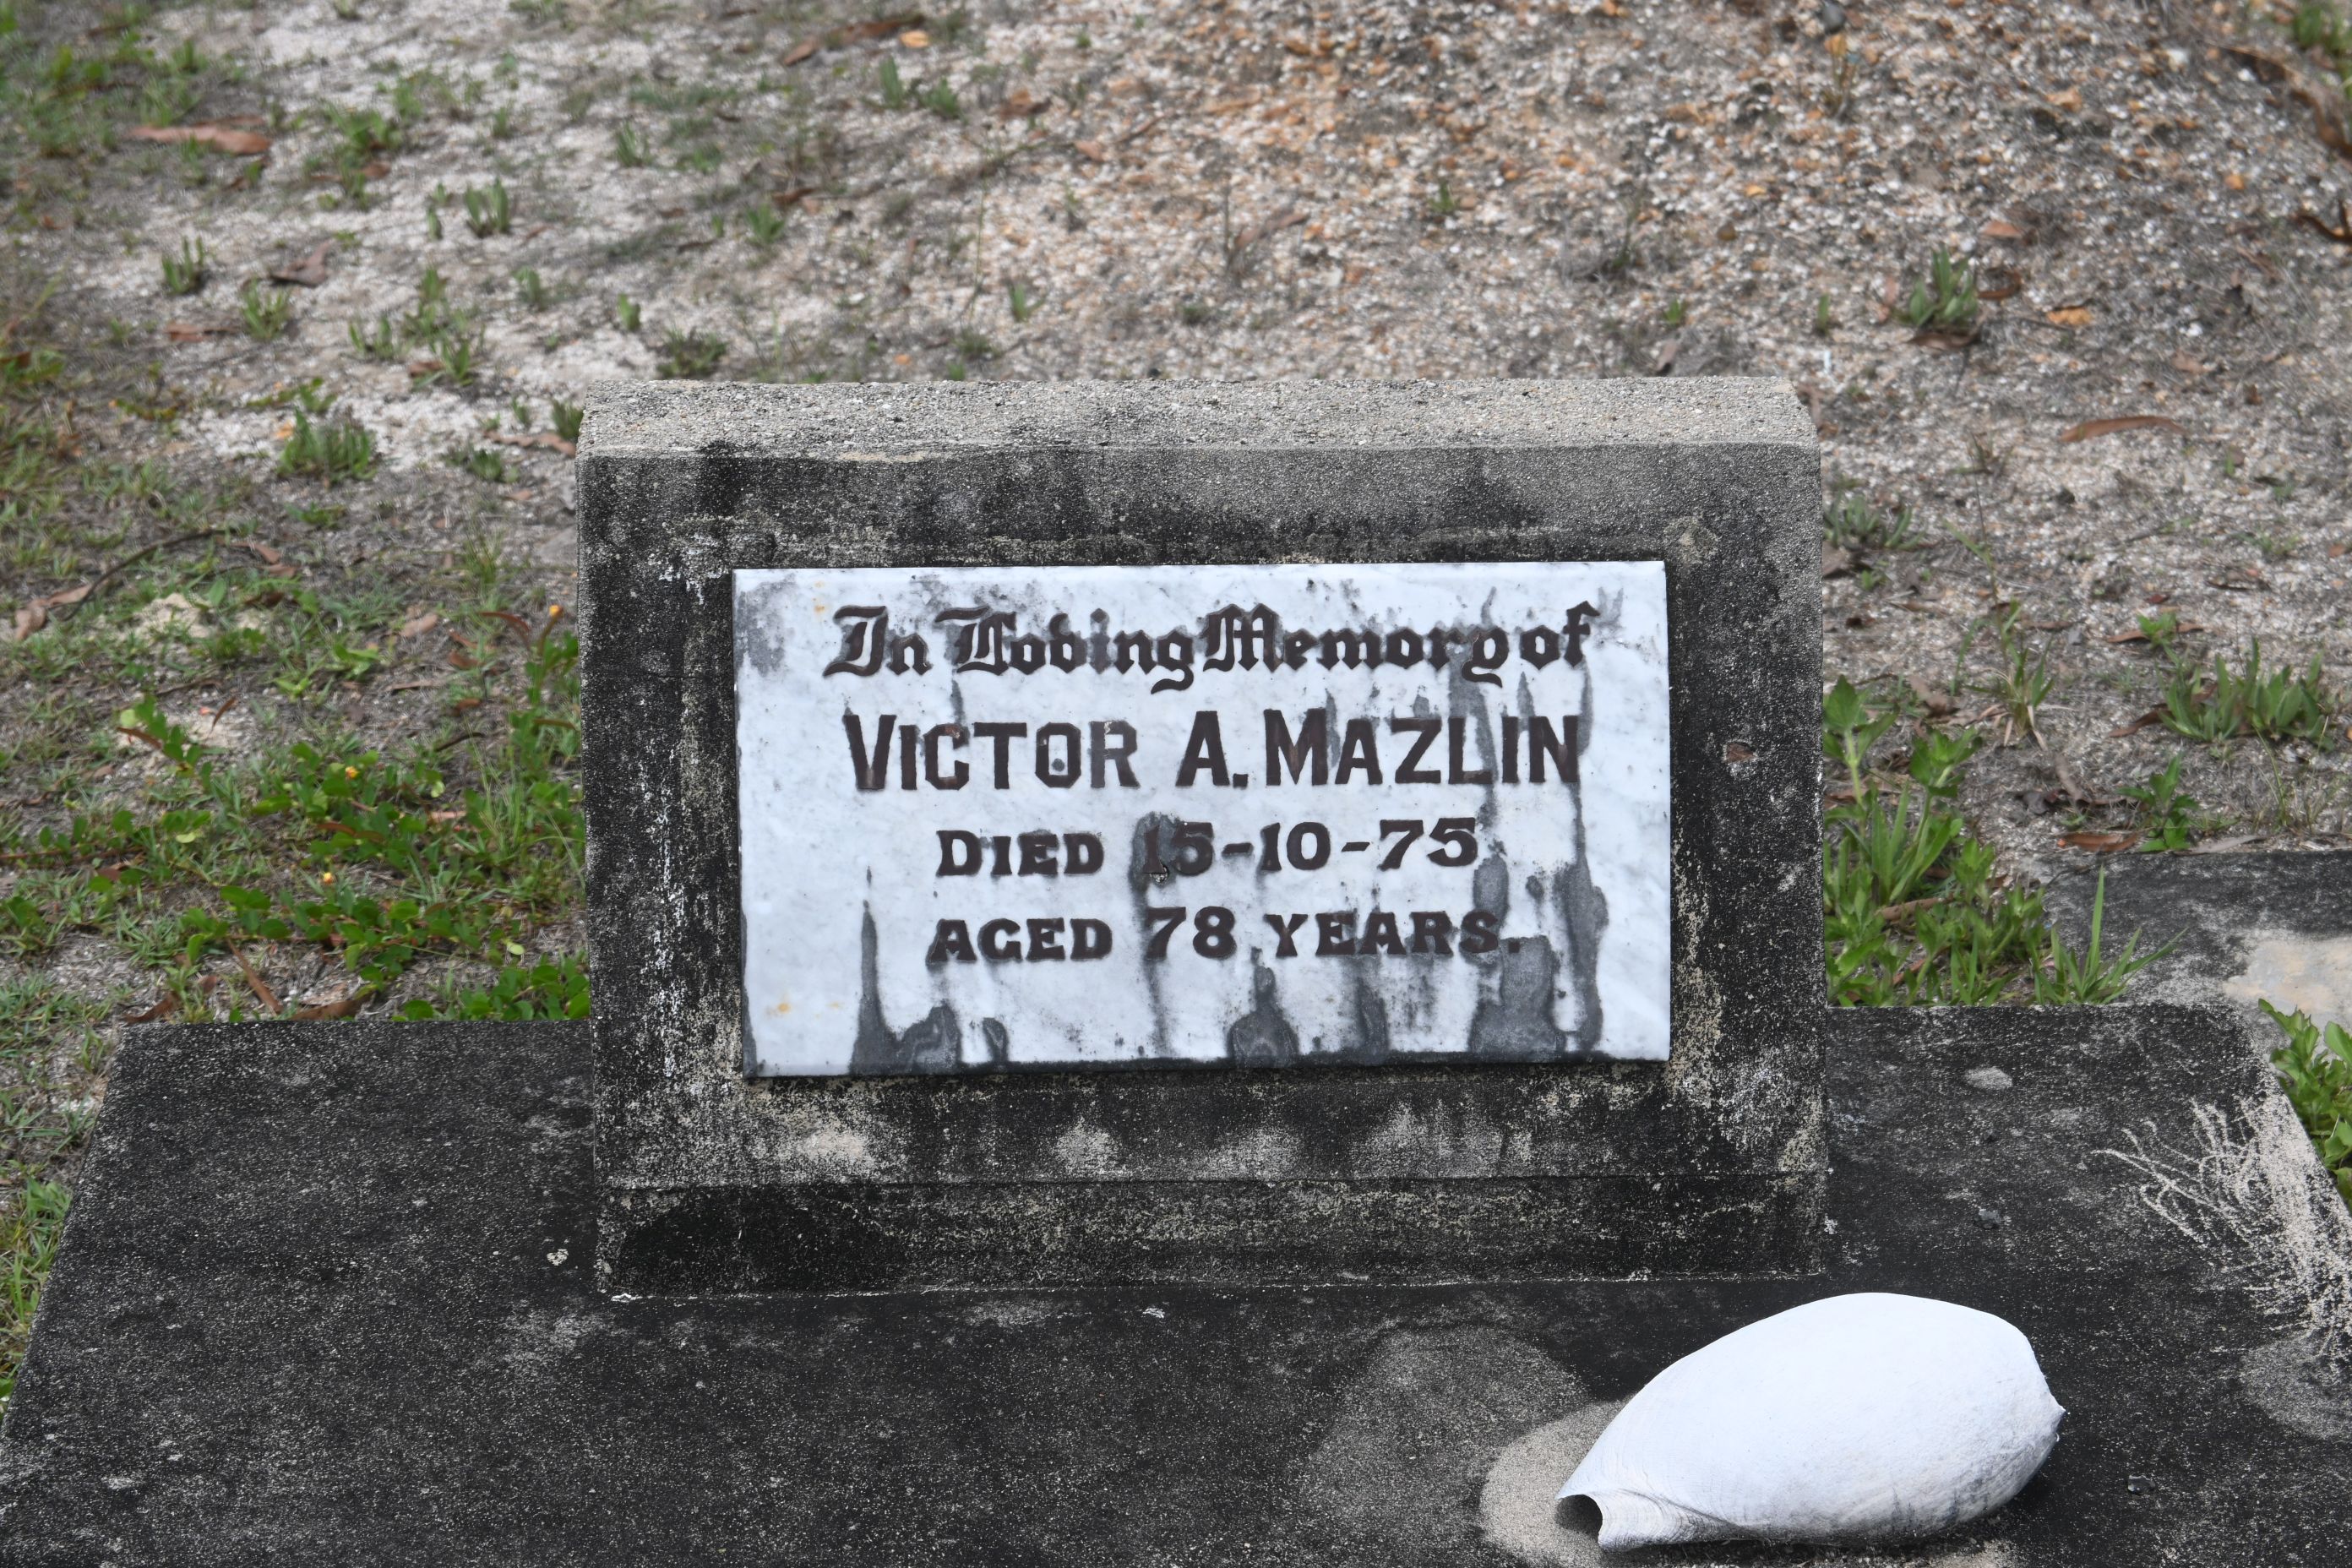 In Loving Memory of
VICTOR A. MAZLIN
DIED 15-10-75
AGED 78 YEARS.